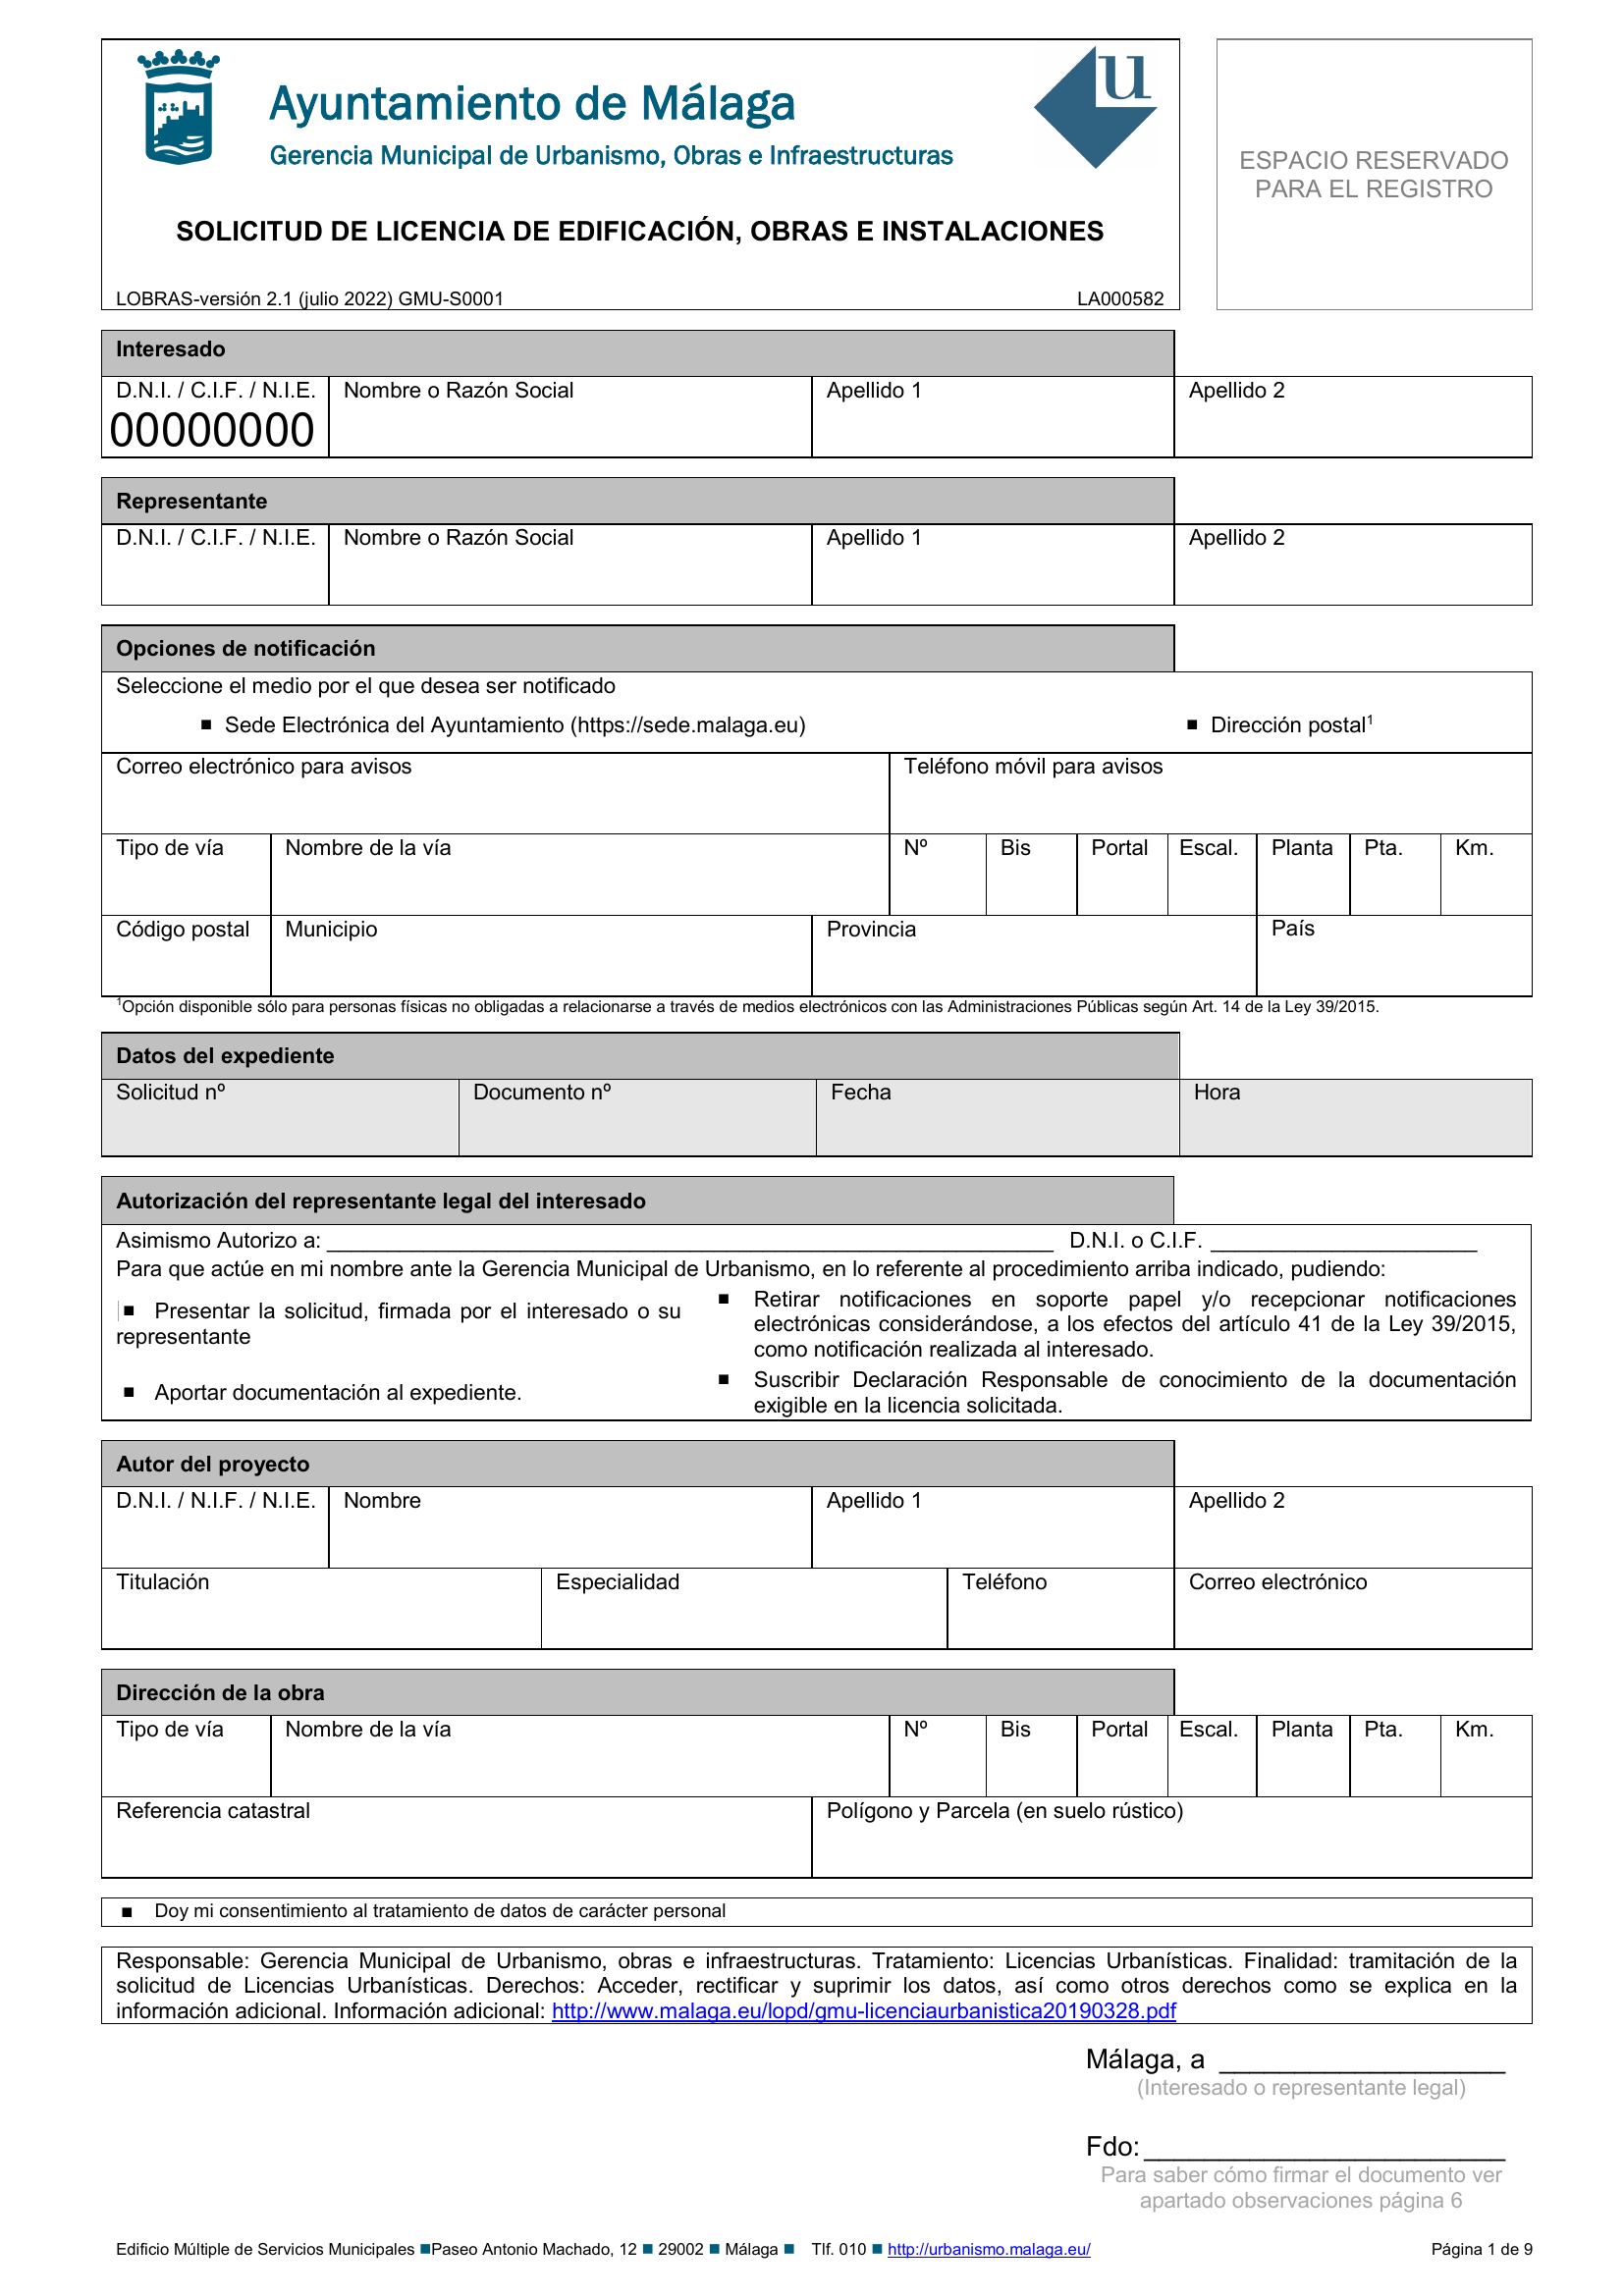 Ayuntamiento de Málaga
Gerencia Municipal de Urbanismo, Obras e Infraestructuras
u
SOLICITUD DE LICENCIA DE EDIFICACIÓN, OBRAS E INSTALACIONES
LOBRAS-versión 2.1 (julio 2022) GMU-S0001 LA000582
ESPACIO RESERVADO
PARA EL REGISTRO
Interesado
D.N.I. / C.I.F. / N.I.E. Nombre o Razón Social Apellido 1 Apellido 2
00000000
Representante
D.N.I. / C.I.F. / N.I.E. Nombre o Razón Social Apellido 1 Apellido 2
Opciones de notificación
Seleccione el medio por el que desea ser notificado
■ Sede Electrónica del Ayuntamiento (https://sede.malaga.eu) ■ Dirección postal¹
Correo electrónico para avisos Teléfono móvil para avisos
Tipo de vía Nombre de la vía Nº Bis Portal Escal. Planta Pta. Km.
Código postal Municipio Provincia País
¹Opción disponible sólo para personas físicas no obligadas a relacionarse a través de medios electrónicos con las Administraciones Públicas según Art. 14 de la Ley 39/2015.
Datos del expediente
Solicitud nº Documento nº Fecha Hora
Autorización del representante legal del interesado
Asimismo Autorizo a: ____ D.N.I. o C.I.F. ____
Para que actúe en mi nombre ante la Gerencia Municipal de Urbanismo, en lo referente al procedimiento arriba indicado, pudiendo:
■ Presentar la solicitud, firmada por el interesado o su
representante
■ Aportar documentación al expediente.
■ Retirar notificaciones en soporte papel y/o recepcionar notificaciones
electrónicas considerándose, a los efectos del artículo 41 de la Ley 39/2015,
como notificación realizada al interesado.
■ Suscribir Declaración Responsable de conocimiento de la documentación
exigible en la licencia solicitada.
Autor del proyecto
D.N.I. / N.I.F. / N.I.E. Nombre Apellido 1 Apellido 2
Titulación Especialidad Teléfono Correo electrónico
Dirección de la obra
Tipo de vía Nombre de la vía Nº Bis Portal Escal. Planta Pta. Km.
Referencia catastral Polígono y Parcela (en suelo rústico)
■ Doy mi consentimiento al tratamiento de datos de carácter personal
Responsable: Gerencia Municipal de Urbanismo, obras e infraestructuras. Tratamiento: Licencias Urbanísticas. Finalidad: tramitación de la
solicitud de Licencias Urbanísticas. Derechos: Acceder, rectificar y suprimir los datos, así como otros derechos como se explica en la
información adicional. Información adicional: http://www.malaga.eu/lopd/gmu-licenciaurbanistica20190328.pdf
Málaga, a ____
(Interesado o representante legal)
Fdo: ____
Para saber cómo firmar el documento ver
apartado observaciones página 6
Edificio Múltiple de Servicios Municipales ■Paseo Antonio Machado, 12 ■ 29002 ■ Málaga ■ Tlf. 010 ■ http://urbanismo.malaga.eu/ Página 1 de 9